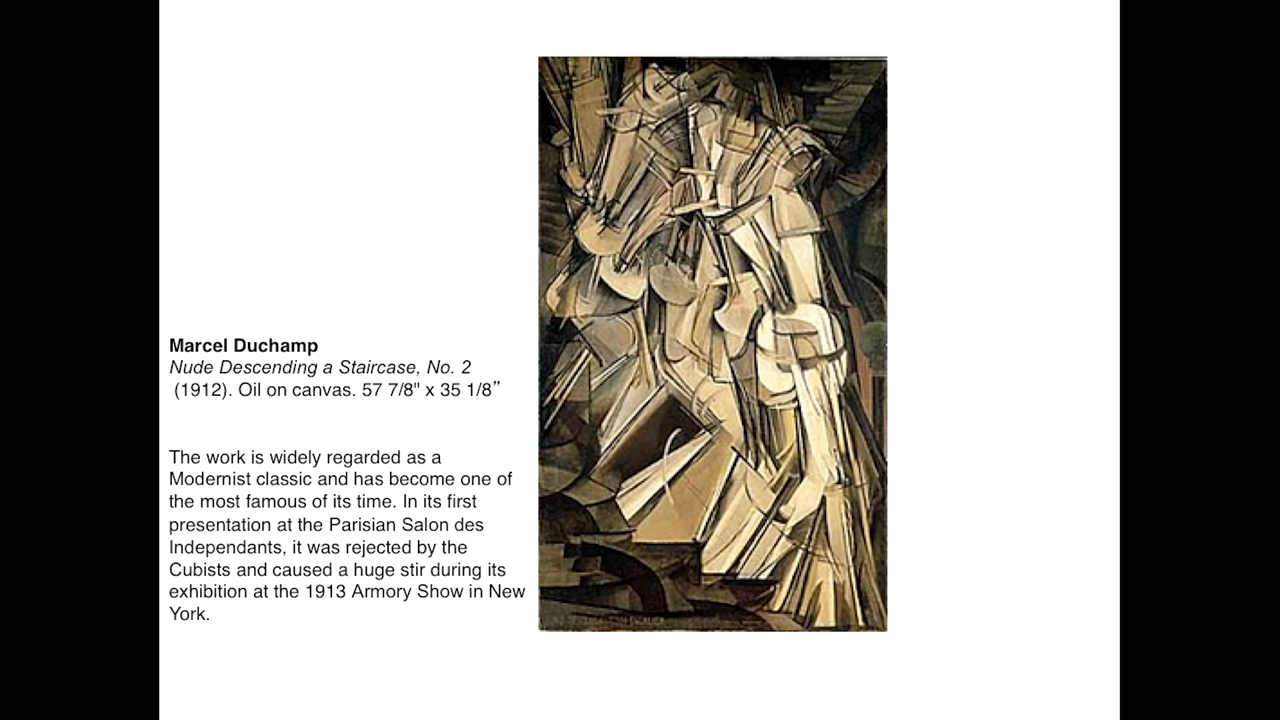 Marcel Duchamp
Nude Descending a Staircase, No. 2
(1912). Oil on canvas. 57 7/8" x 35 1/8”
The work is widely regarded as a
Modernist classic and has become one of
the most famous of its time. In its first
presentation at the Parisian Salon des
Independants, it was rejected by the
Cubists and caused a huge stir during its
exhibition at the 1913 Armory Show in New
York.